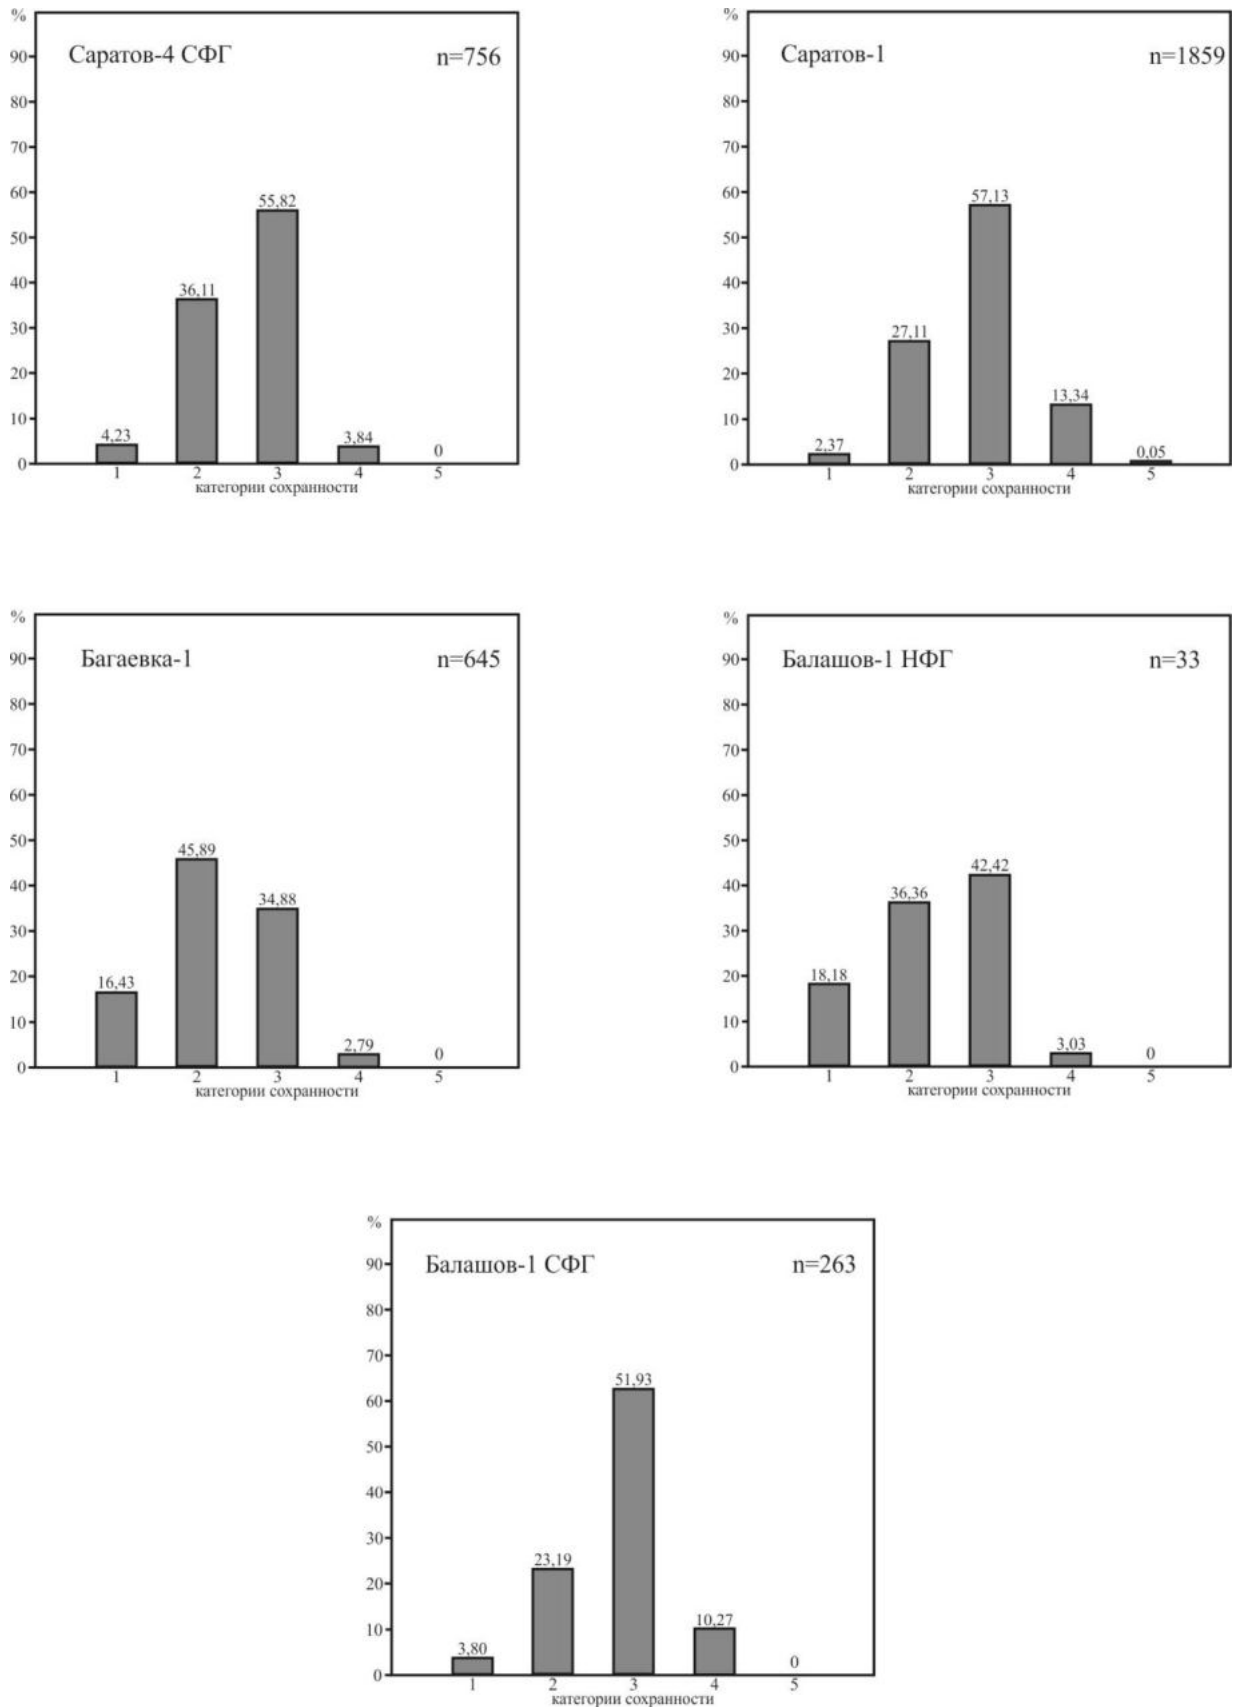 %
Саратов-4 СФГ n=756
90
80
70
60
50
40
30
20
10
0
4,23 36,11 55,82 3,84 0
1 2 3 4 5
категории сохранности
%
Саратов-1 n=1859
90
80
70
60
50
40
30
20
10
0
2,37 27,11 57,13 13,34 0,05
1 2 3 4 5
категории сохранности
%
Багаевка-1 n=645
90
80
70
60
50
40
30
20
10
0
16,43 45,89 34,88 2,79 0
1 2 3 4 5
категории сохранности
%
Балашов-1 НФГ n=33
90
80
70
60
50
40
30
20
10
0
18,18 36,36 42,42 3,03 0
1 2 3 4 5
категории сохранности
%
Балашов-1 СФГ n=263
90
80
70
60
50
40
30
20
10
0
3,80 23,19 51,93 10,27 0
1 2 3 4 5
категории сохранности